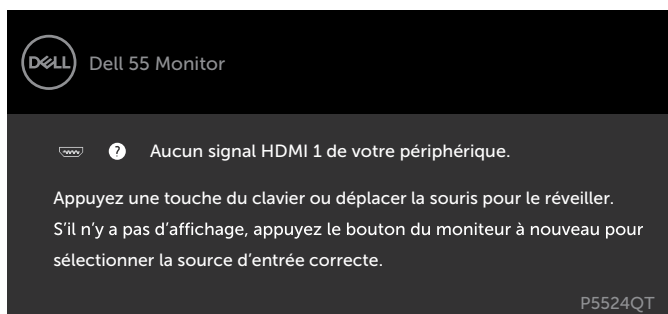 DELL
Dell 55 Monitor
? Aucun signal HDMI 1 de votre périphérique.
Appuyez une touche du clavier ou déplacer la souris pour le réveiller.
S’il n’y a pas d’affichage, appuyez le bouton du moniteur à nouveau pour
sélectionner la source d’entrée correcte.
P5524QT